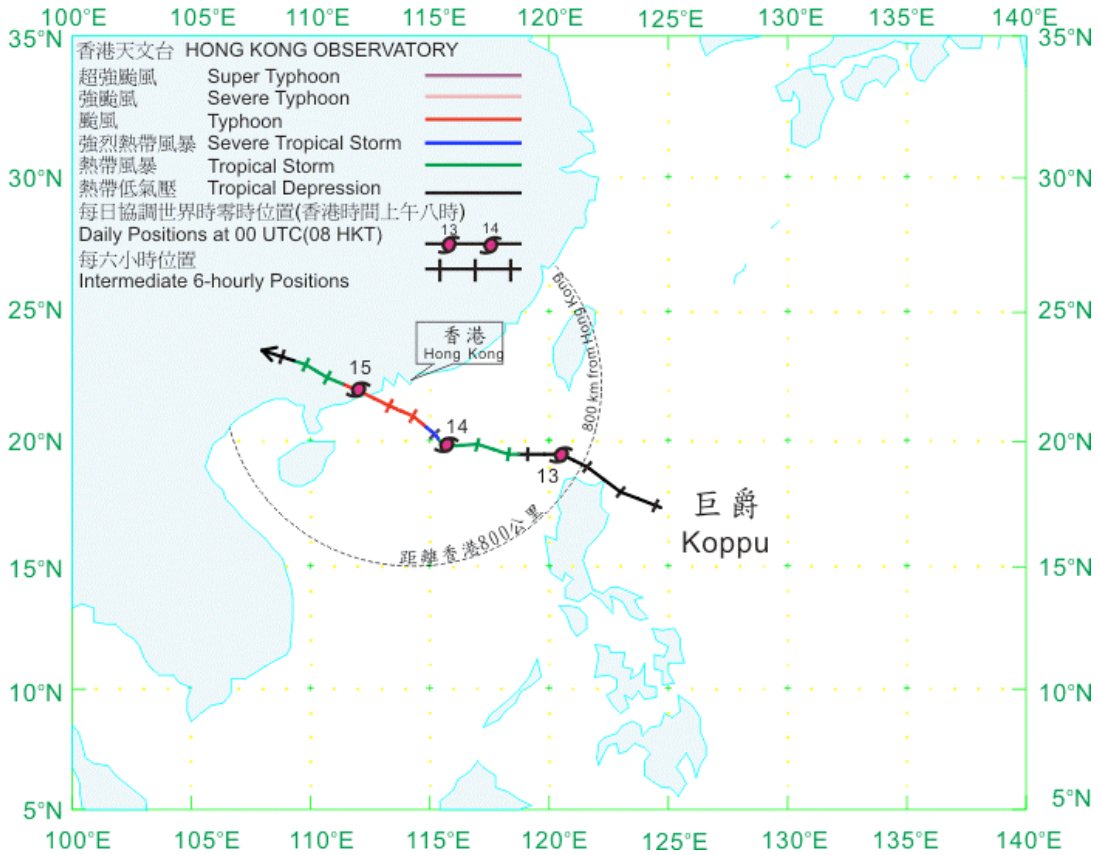 100°E 105°E 110°E 115°E 120°E 125°E 130°E 135°E 140°E
35°N 35°N
香港天文台 HONG KONG OBSERVATORY
超強颱風 Super Typhoon
強颱風 Severe Typhoon
颱風 Typhoon
強烈熱帶風暴 Severe Tropical Storm
熱帶風暴 Tropical Storm
熱帶低氣壓 Tropical Depression
30°N 30°N
每日協調世界時零時位置(香港時間上午八時)
Daily Positions at 00 UTC(08 HKT) 13 14
每六小時位置
Intermediate 6-hourly Positions
25°N 25°N
800 km from Hong Kong
香港
Hong Kong
15
14
20°N 20°N
13
巨爵
Koppu
距離香港800公里
15°N 15°N
10°N 10°N
5°N 5°N
100°E 105°E 110°E 115°E 120°E 125°E 130°E 135°E 140°E